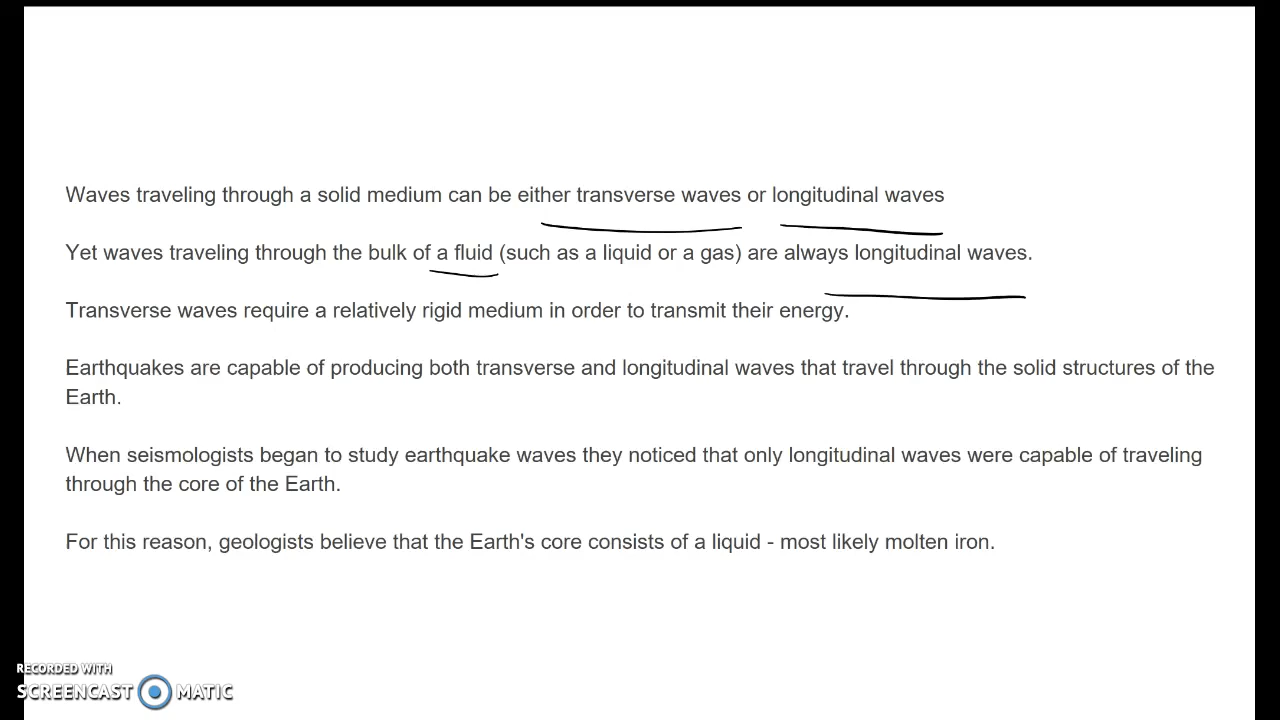 Waves traveling through a solid medium can be either transverse waves or longitudinal waves
Yet waves traveling through the bulk of a fluid (such as a liquid or a gas) are always longitudinal waves.
Transverse waves require a relatively rigid medium in order to transmit their energy.
Earthquakes are capable of producing both transverse and longitudinal waves that travel through the solid structures of the
Earth.
When seismologists began to study earthquake waves they noticed that only longitudinal waves were capable of traveling
through the core of the Earth.
For this reason, geologists believe that the Earth's core consists of a liquid - most likely molten iron.
RECORDED WITH
SCREENCAST MATIC